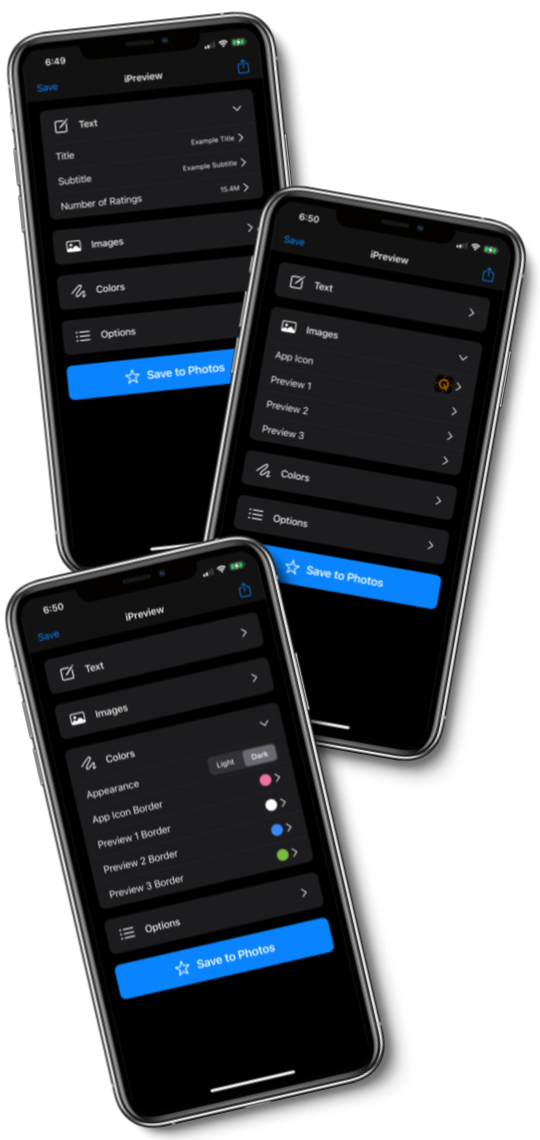 6:49
Save
iPreview
Text
Title
Example Title
Subtitle
Example Subtitle
Number of Ratings
15.4M
Images
Colors
Options
Save to Photos
6:50
Save
iPreview
Text
Images
App Icon
Preview 1
Preview 2
Preview 3
Colors
Options
Save to Photos
6:50
Save
iPreview
Text
Images
Colors
Appearance
Light
Dark
App Icon Border
Preview 1 Border
Preview 2 Border
Preview 3 Border
Options
Save to Photos